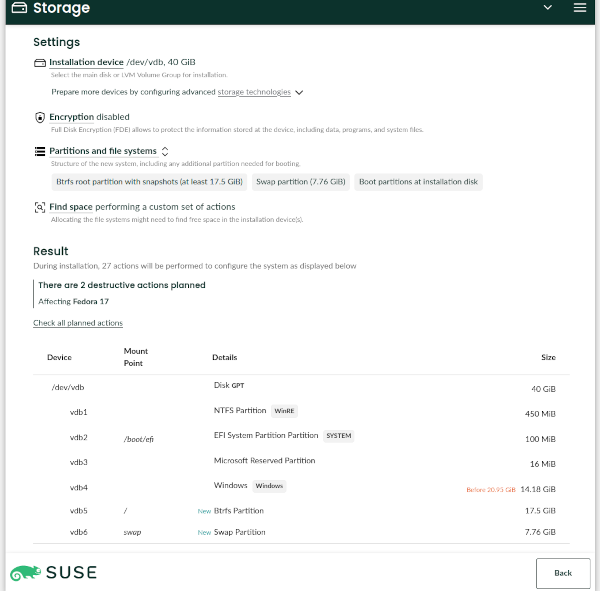 Storage
Settings
Installation device /dev/vdb, 40 GiB
Select the main disk or LVM Volume Group for installation.
Prepare more devices by configuring advanced storage technologies
Encryption disabled
Full Disk Encryption (FDE) allows to protect the information stored at the device, including data, programs, and system files.
Partitions and file systems
Structure of the new system, including any additional partition needed for booting.
Btrfs root partition with snapshots (at least 17.5 GiB) Swap partition (7.76 GiB) Boot partitions at installation disk
Find space performing a custom set of actions
Allocating the file systems might need to find free space in the installation device(s).
Result
During installation, 27 actions will be performed to configure the system as displayed below
There are 2 destructive actions planned
Affecting Fedora 17
Check all planned actions
Device Mount Point Details Size
/dev/vdb Disk GPT 40 GiB
vdb1 NTFS Partition WinRE 450 MiB
vdb2 /boot/efi EFI System Partition Partition SYSTEM 100 MiB
vdb3 Microsoft Reserved Partition 16 MiB
vdb4 Windows Windows Before 20.95 GiB 14.18 GiB
vdb5 / New Btrfs Partition 17.5 GiB
vdb6 swap New Swap Partition 7.76 GiB
SUSE Back